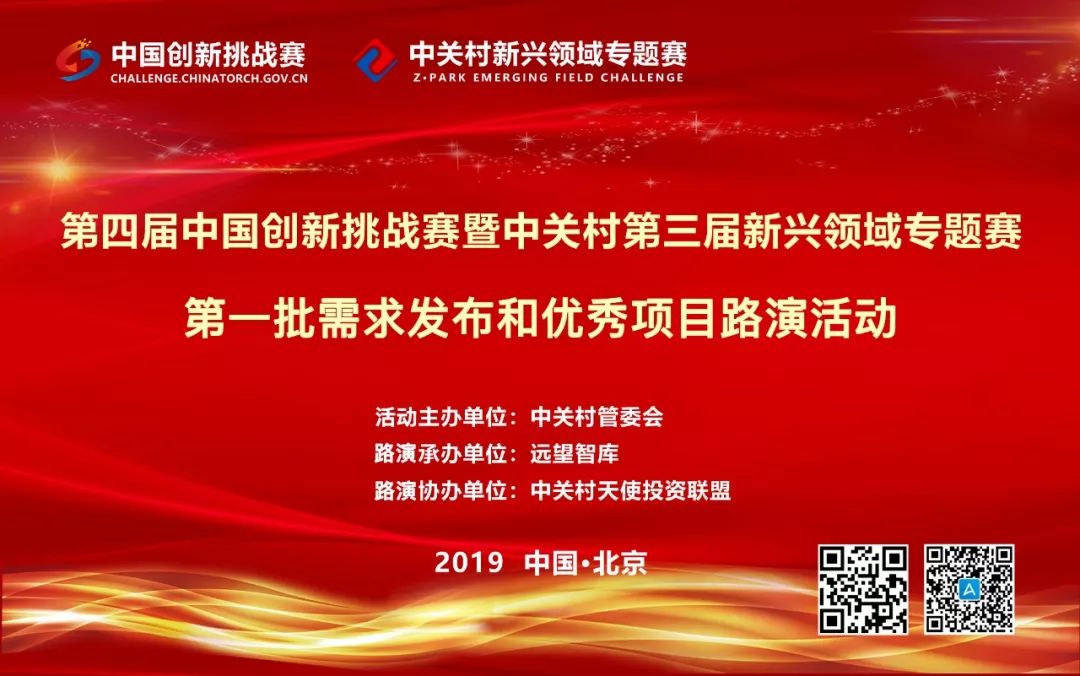 中国创新挑战赛
CHALLENGE.CHINATORCH.GOV.CN
中关村新兴领域专题赛
Z·PARK EMERGING FIELD CHALLENGE
第四届中国创新挑战赛暨中关村第三届新兴领域专题赛
第一批需求发布和优秀项目路演活动
活动主办单位：中关村管委会
路演承办单位：远望智库
路演协办单位：中关村天使投资联盟
2019 中国·北京